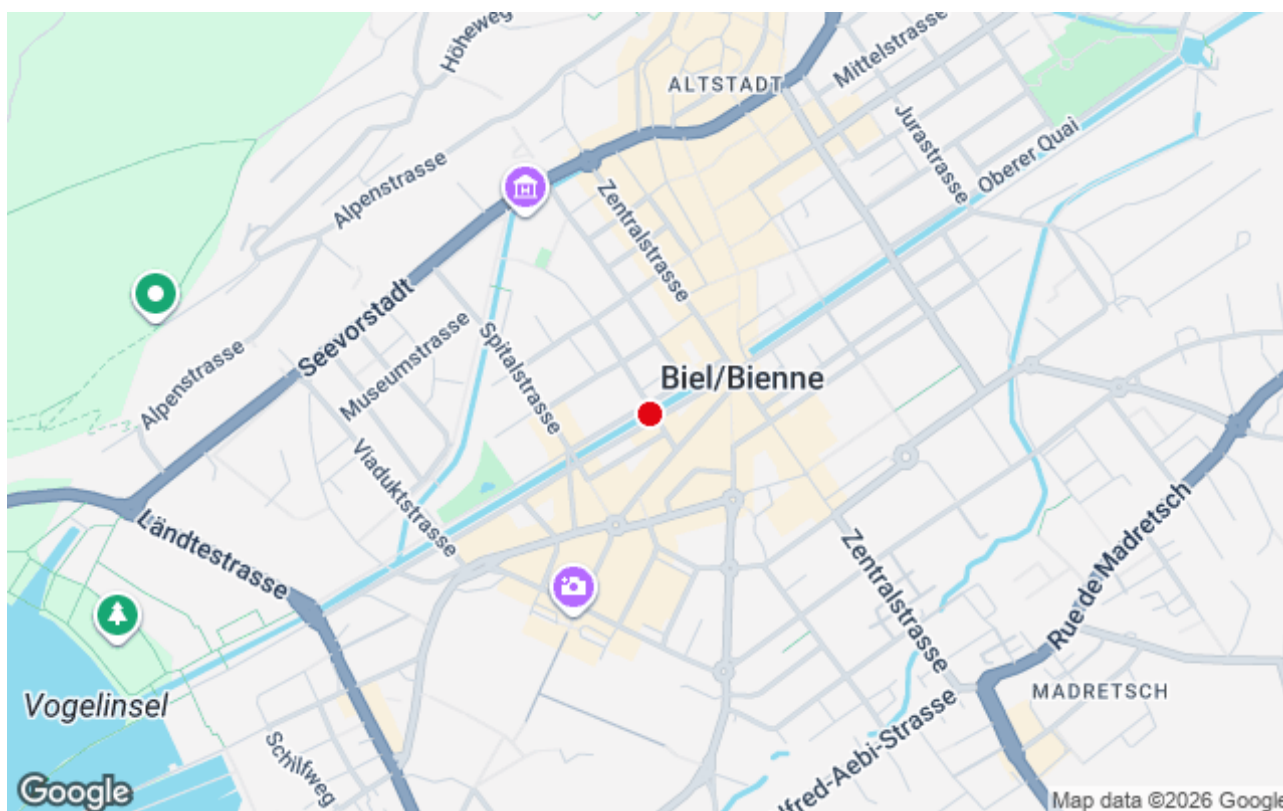 Höheweg
ALTSTADT
Mittelstrasse
Jurastrasse
Oberer Quai
Alpenstrasse
Zentralstrasse
Seevorstadt
Museumstrasse
Spitalstrasse
Alpenstrasse
Biel/Bienne
Viaduktstrasse
Ländtestrasse
Zentralstrasse
Rue de Madretsch
Vogelinsel
MADRETSCH
Schilfweg
lfred-Aebi-Strasse
Google
Map data ©2026 Google